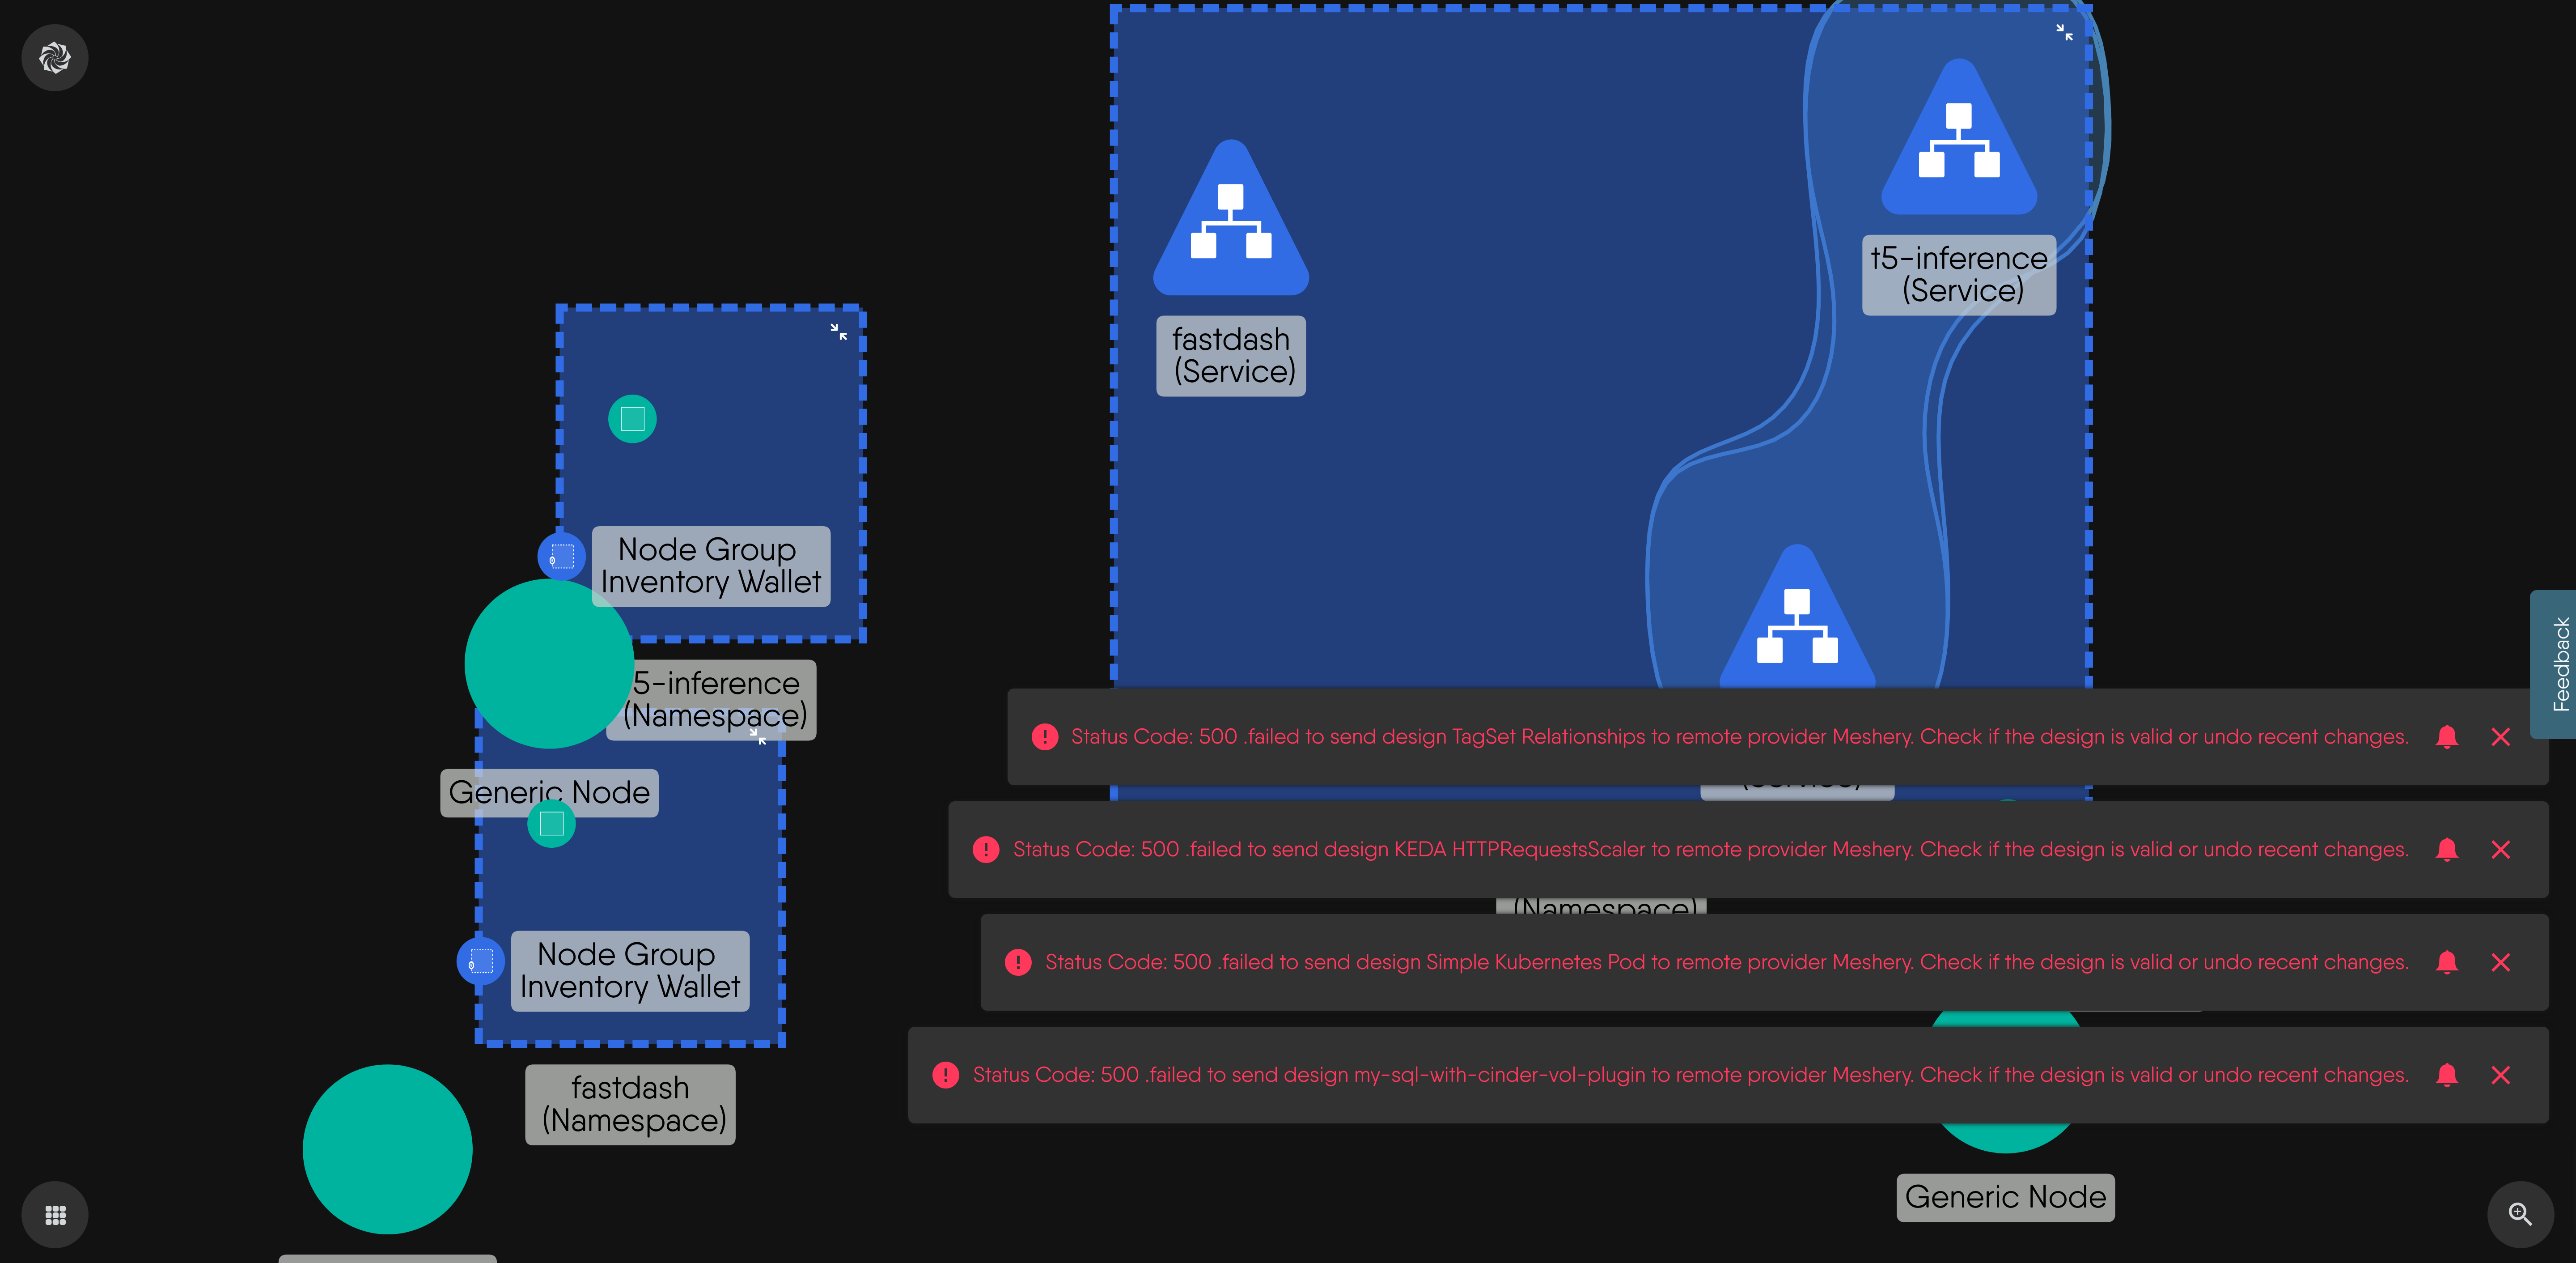 t5-inference
(Service)
fastdash
(Service)
Node Group
Inventory Wallet
5-inference
(Namespace)
Generic Node
Node Group
Inventory Wallet
fastdash
(Namespace)
Feedback
Status Code: 500 .failed to send design TagSet Relationships to remote provider Meshery. Check if the design is valid or undo recent changes.
(Service)
Status Code: 500 .failed to send design KEDA HTTPRequestsScaler to remote provider Meshery. Check if the design is valid or undo recent changes.
(Namespace)
Status Code: 500 .failed to send design Simple Kubernetes Pod to remote provider Meshery. Check if the design is valid or undo recent changes.
Status Code: 500 .failed to send design my-sql-with-cinder-vol-plugin to remote provider Meshery. Check if the design is valid or undo recent changes.
Generic Node